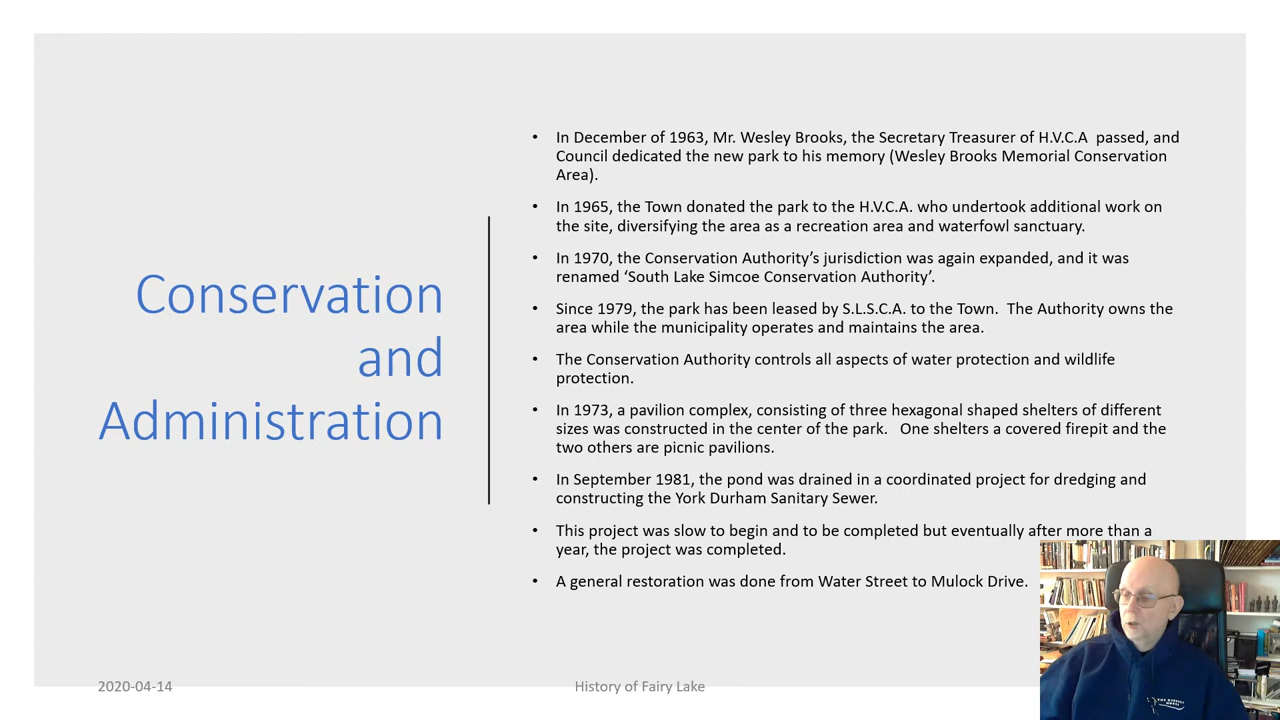 Conservation
and
Administration
• In December of 1963, Mr. Wesley Brooks, the Secretary Treasurer of H.V.C.A  passed, and
Council dedicated the new park to his memory (Wesley Brooks Memorial Conservation
Area).
• In 1965, the Town donated the park to the H.V.C.A. who undertook additional work on
the site, diversifying the area as a recreation area and waterfowl sanctuary.
• In 1970, the Conservation Authority’s jurisdiction was again expanded, and it was
renamed ‘South Lake Simcoe Conservation Authority’.
• Since 1979, the park has been leased by S.L.S.C.A. to the Town.  The Authority owns the
area while the municipality operates and maintains the area.
• The Conservation Authority controls all aspects of water protection and wildlife
protection.
• In 1973, a pavilion complex, consisting of three hexagonal shaped shelters of different
sizes was constructed in the center of the park.   One shelters a covered firepit and the
two others are picnic pavilions.
• In September 1981, the pond was drained in a coordinated project for dredging and
constructing the York Durham Sanitary Sewer.
• This project was slow to begin and to be completed but eventually after more than a
year, the project was completed.
• A general restoration was done from Water Street to Mulock Drive.
2020-04-14
History of Fairy Lake